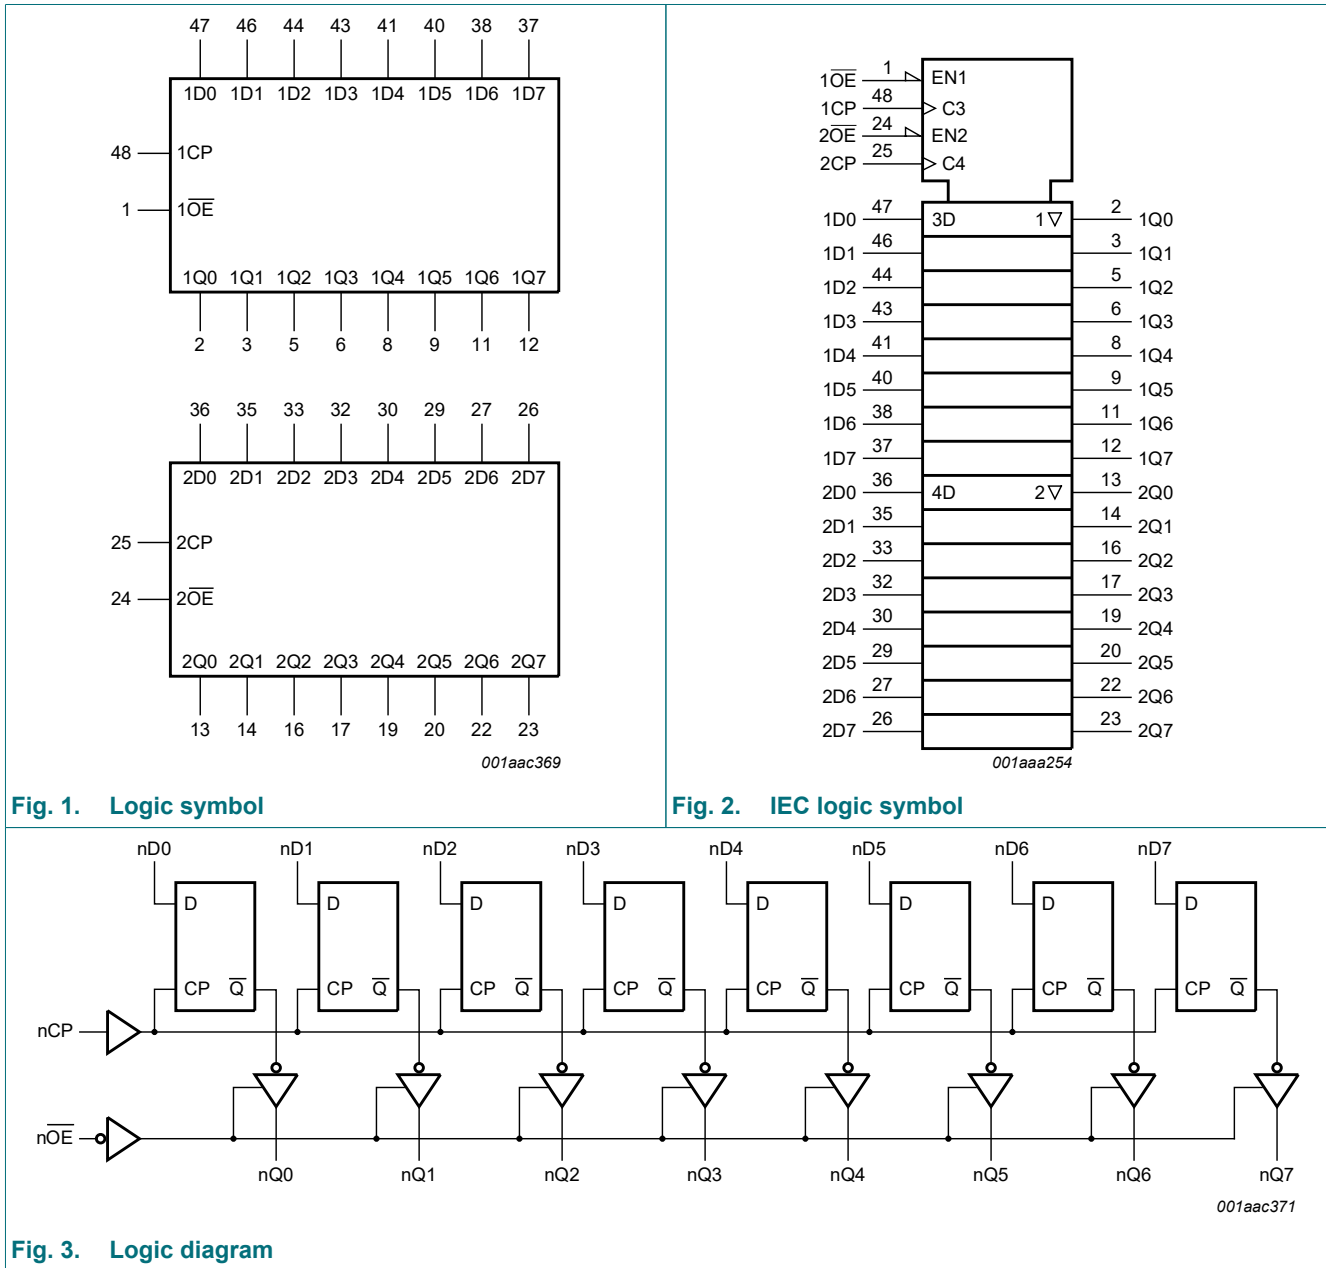 47 46 44 43 41 40 38 37
1D0 1D1 1D2 1D3 1D4 1D5 1D6 1D7
48 1CP
1 1O̅E̅
1Q0 1Q1 1Q2 1Q3 1Q4 1Q5 1Q6 1Q7
2 3 5 6 8 9 11 12
36 35 33 32 30 29 27 26
2D0 2D1 2D2 2D3 2D4 2D5 2D6 2D7
25 2CP
24 2O̅E̅
2Q0 2Q1 2Q2 2Q3 2Q4 2Q5 2Q6 2Q7
13 14 16 17 19 20 22 23
001aac369
Fig. 1. Logic symbol
1O̅E̅ 1 EN1
1CP 48 C3
2O̅E̅ 24 EN2
2CP 25 C4
1D0 47 3D 1▽ 2 1Q0
1D1 46 3 1Q1
1D2 44 5 1Q2
1D3 43 6 1Q3
1D4 41 8 1Q4
1D5 40 9 1Q5
1D6 38 11 1Q6
1D7 37 12 1Q7
2D0 36 4D 2▽ 13 2Q0
2D1 35 14 2Q1
2D2 33 16 2Q2
2D3 32 17 2Q3
2D4 30 19 2Q4
2D5 29 20 2Q5
2D6 27 22 2Q6
2D7 26 23 2Q7
001aaa254
Fig. 2. IEC logic symbol
nD0 nD1 nD2 nD3 nD4 nD5 nD6 nD7
D D D D D D D D
CP Q̅ CP Q̅ CP Q̅ CP Q̅ CP Q̅ CP Q̅ CP Q̅ CP Q̅
nCP
nO̅E̅
nQ0 nQ1 nQ2 nQ3 nQ4 nQ5 nQ6 nQ7
001aac371
Fig. 3. Logic diagram